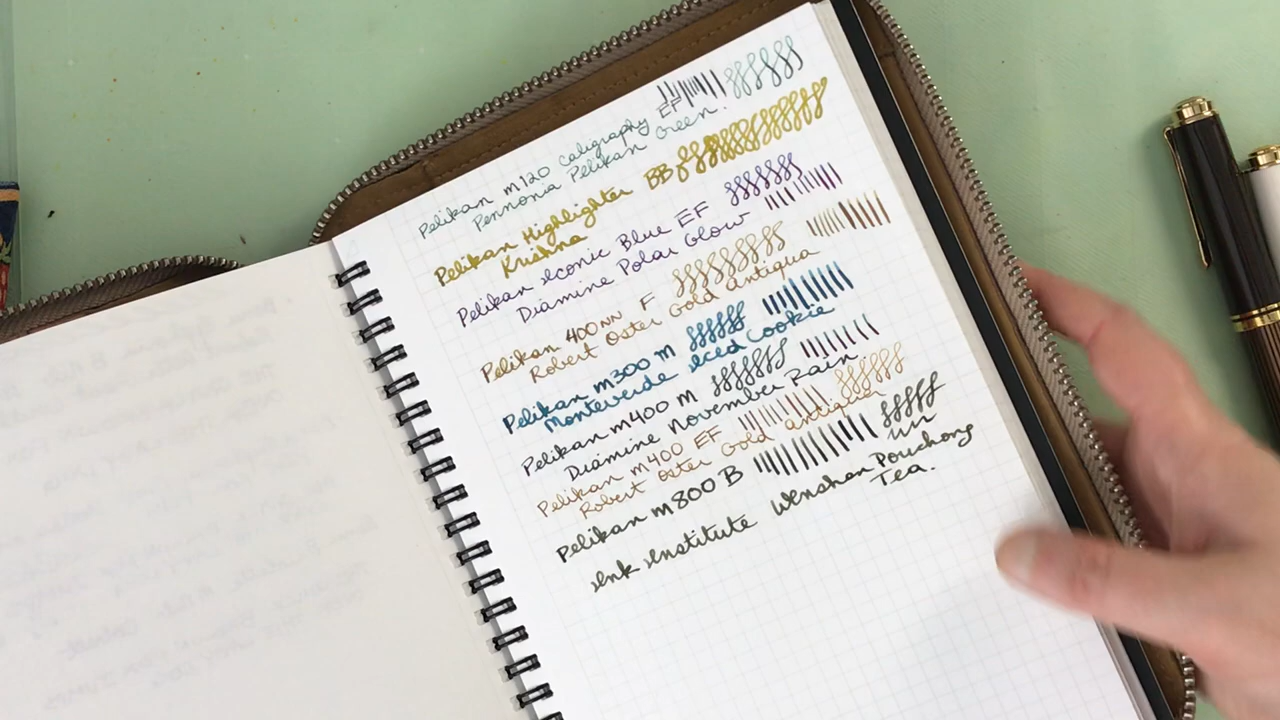 Pelikan M120 Caligraphy EF
Pennonia Pelikan Green.
Pelikan Highlighter BB
Krishna
Pelikan Iconic Blue EF
Diamine Polar Glow
Pelikan 400NN F
Robert Oster Gold Antiqua
Pelikan M300 M
Monteverde Iced Cookie
Pelikan M400 M
Diamine November Rain
Pelikan M400 EF
Robert Oster Gold Antiqua
Pelikan M800 B
Ink Institute Wenshan Pouchong
Tea.